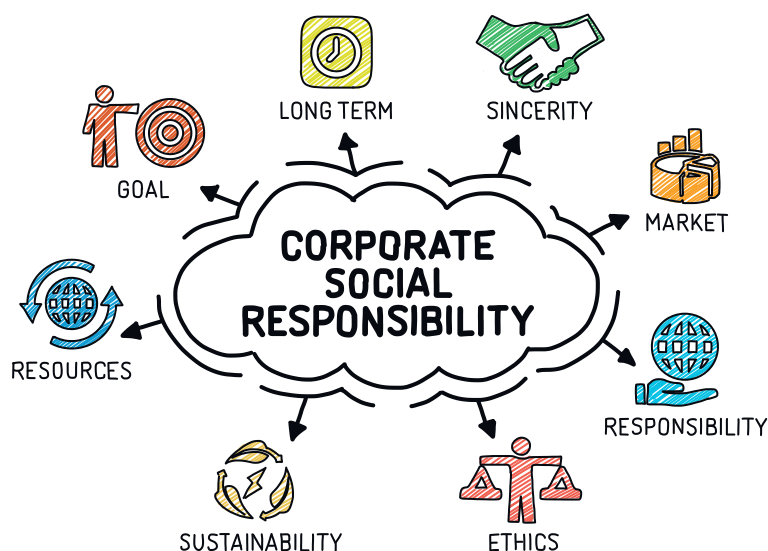 LONG TERM
SINCERITY
GOAL
MARKET
CORPORATE
SOCIAL
RESPONSIBILITY
RESOURCES
RESPONSIBILITY
SUSTAINABILITY
ETHICS